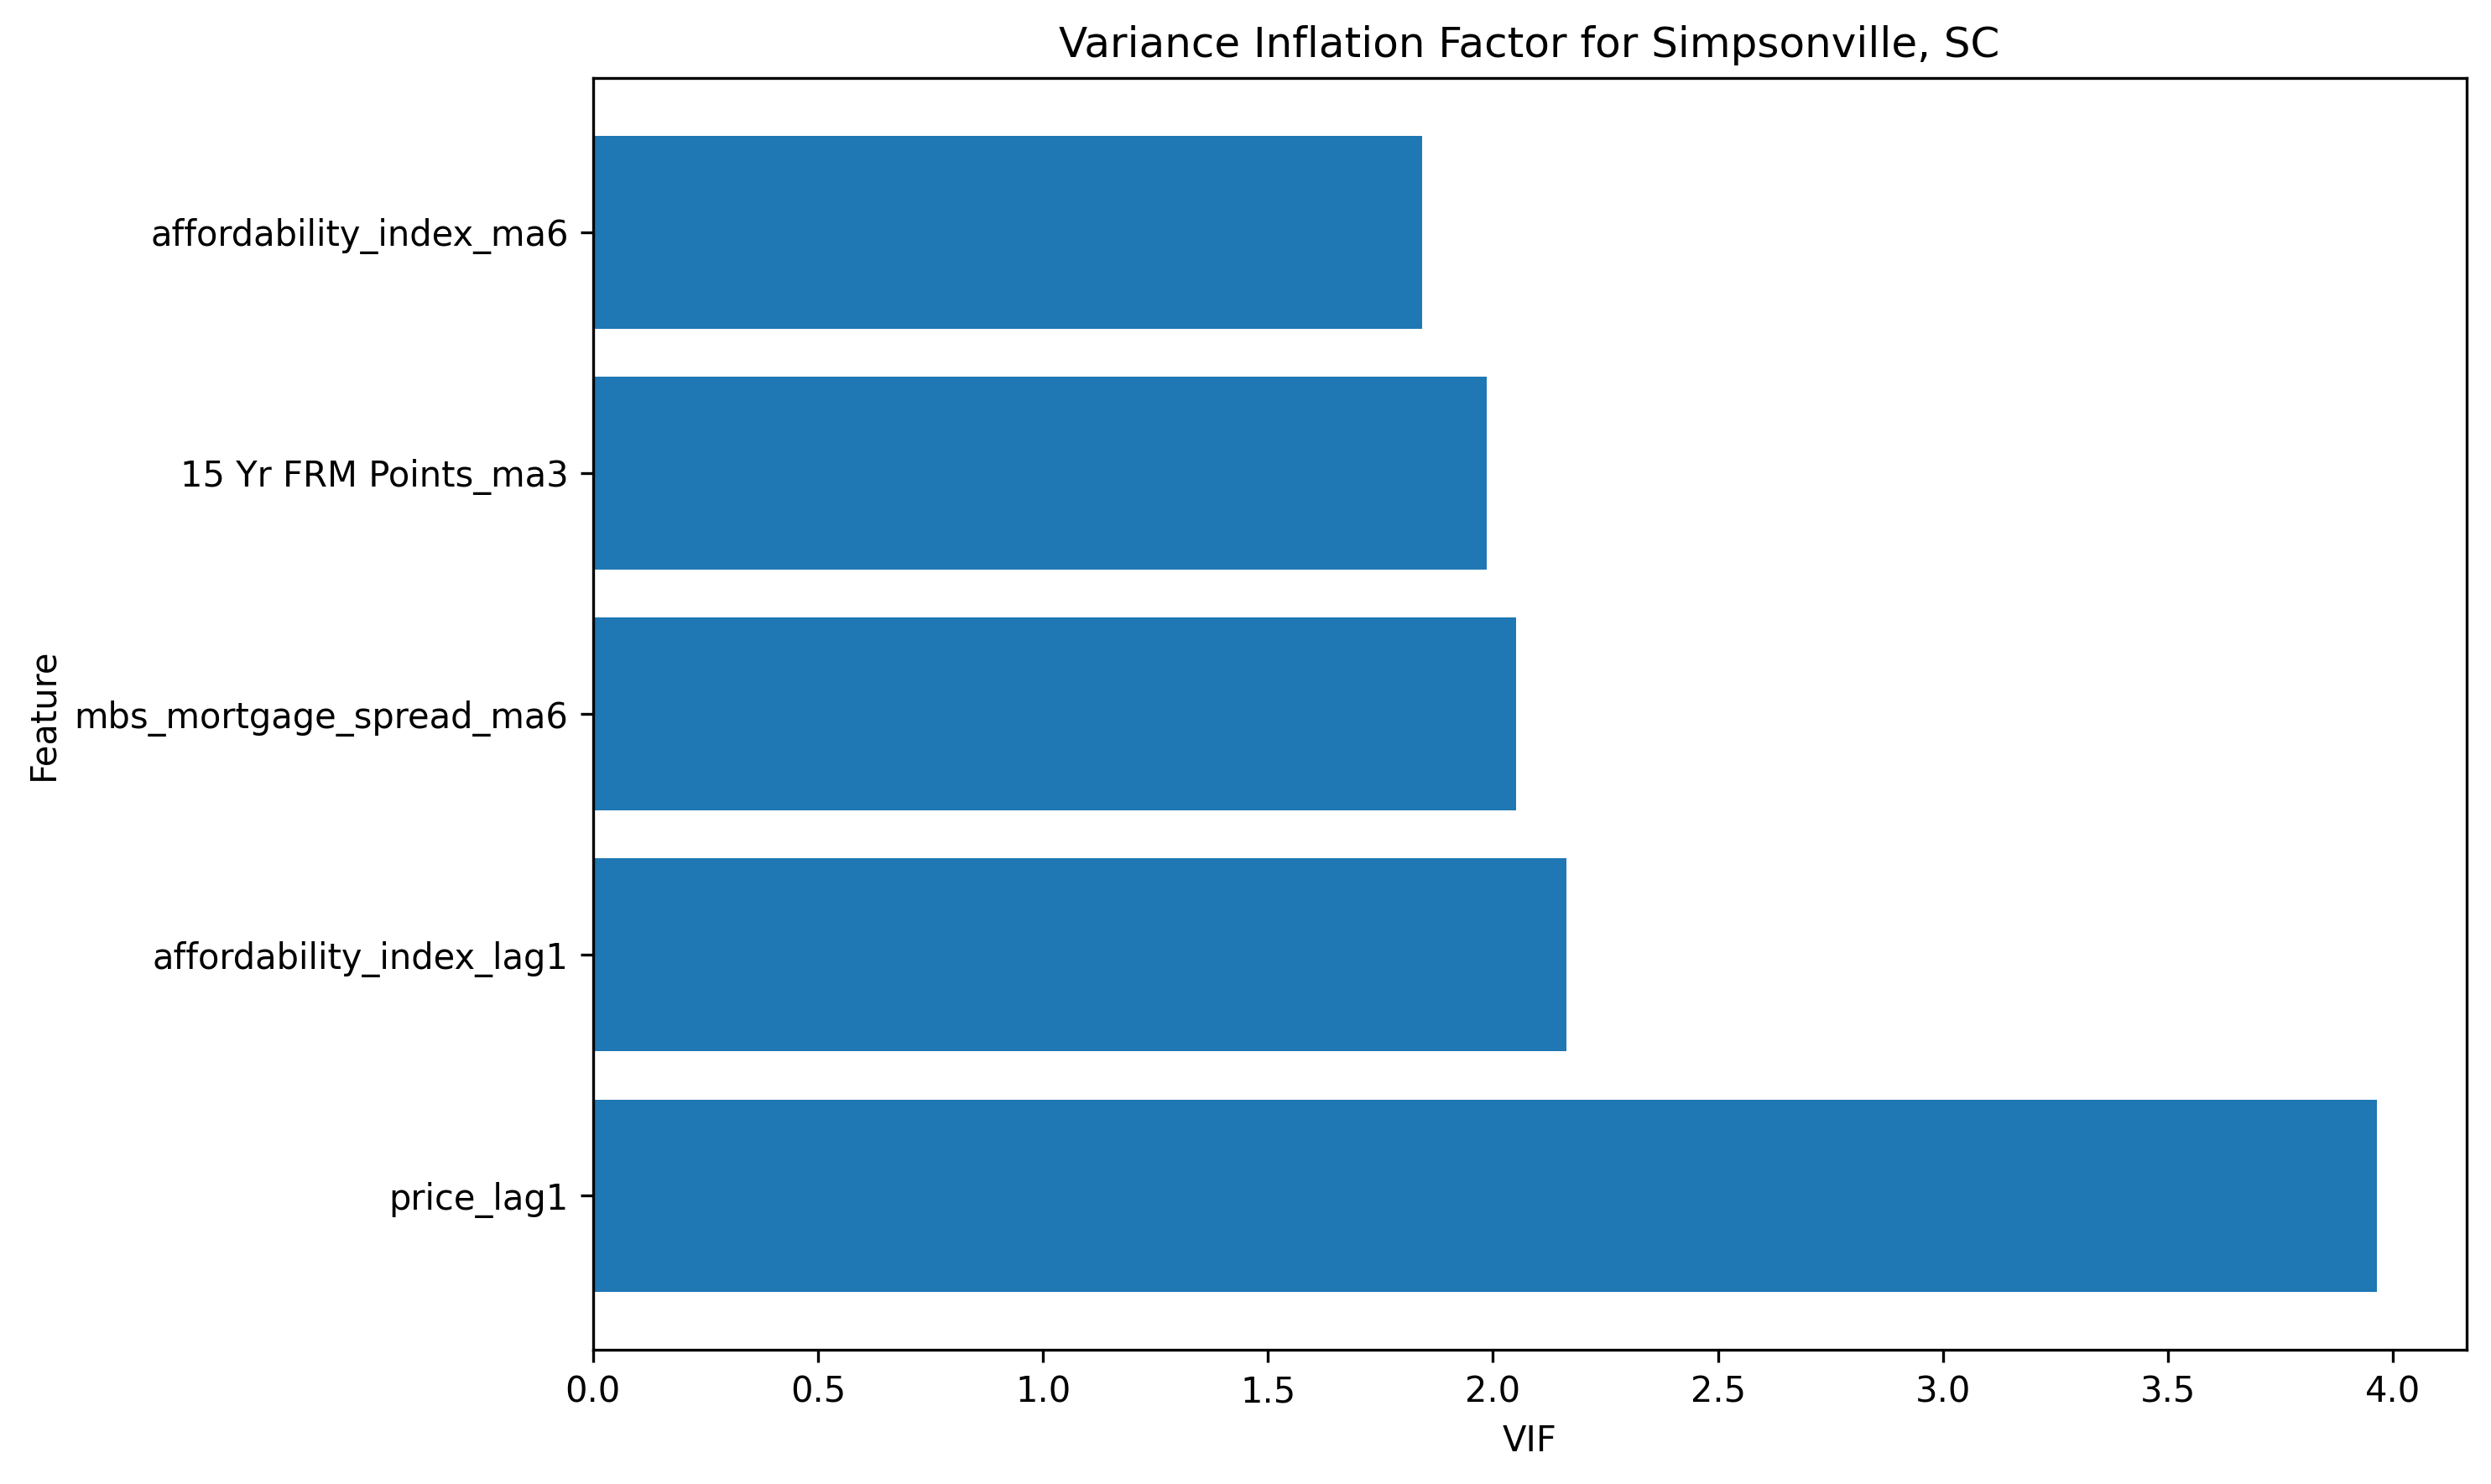 Variance Inflation Factor for Simpsonville, SC
Feature
affordability_index_ma6
15 Yr FRM Points_ma3
mbs_mortgage_spread_ma6
affordability_index_lag1
price_lag1
0.0 0.5 1.0 1.5 2.0 2.5 3.0 3.5 4.0
VIF